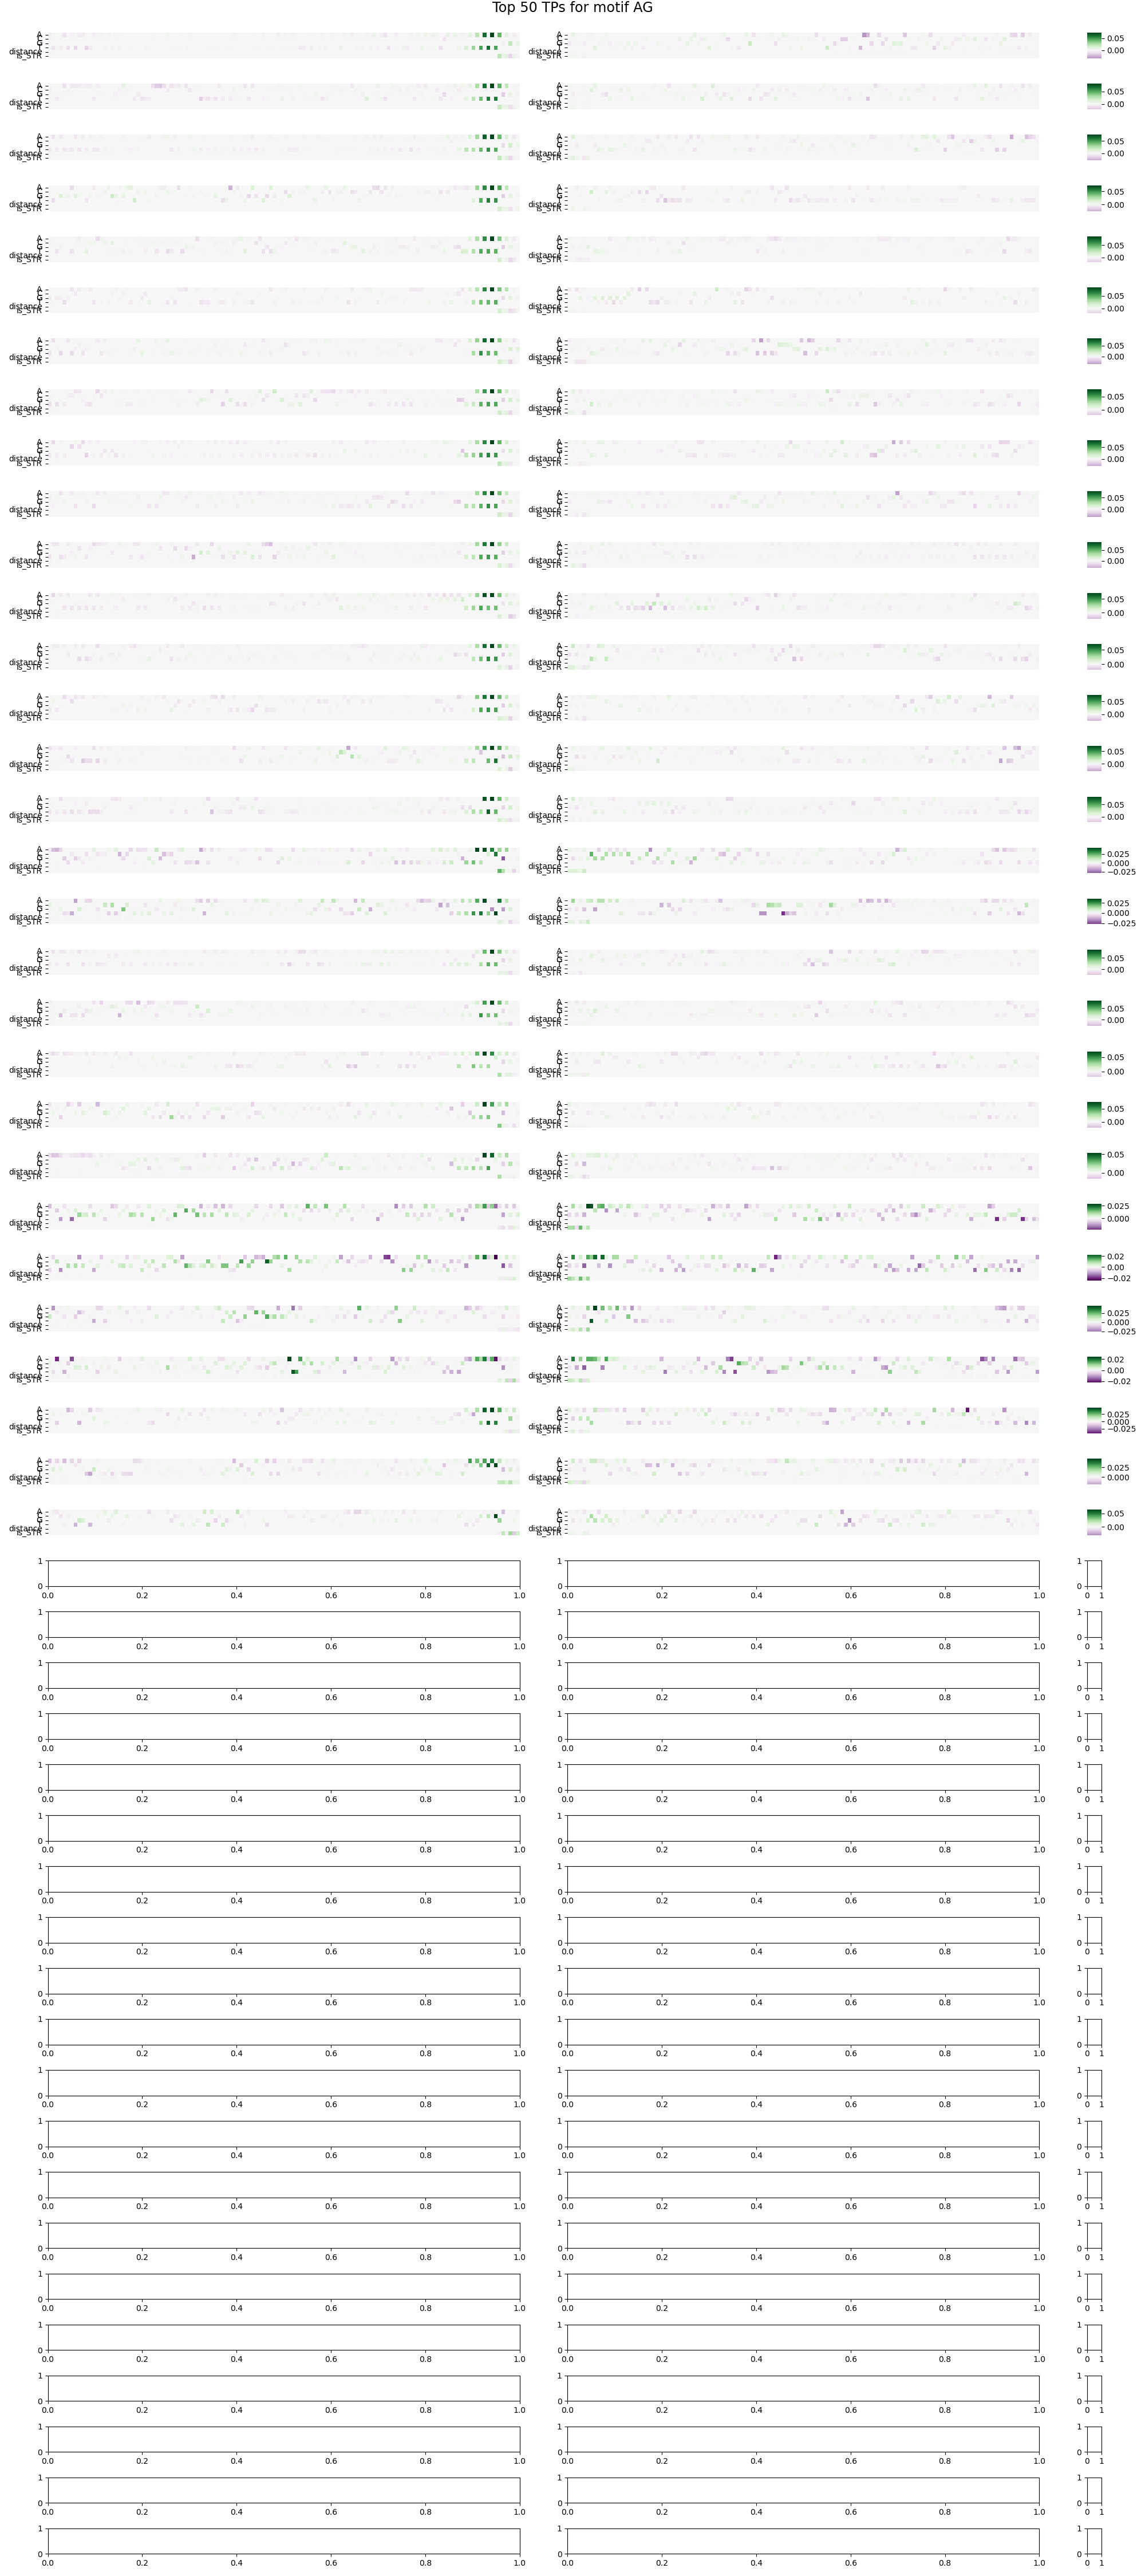 Top 50 TPs for motif AG
A A 0.05
G G 0.00
distance distance
is_STR is_STR
A A 0.05
G G 0.00
distance distance
is_STR is_STR
A A 0.05
G G 0.00
distance distance
is_STR is_STR
A A 0.05
G G 0.00
distance distance
is_STR is_STR
A A 0.05
G G 0.00
distance distance
is_STR is_STR
A A 0.05
G G 0.00
distance distance
is_STR is_STR
A A 0.05
G G 0.00
distance distance
is_STR is_STR
A A 0.05
G G 0.00
distance distance
is_STR is_STR
A A 0.05
G G 0.00
distance distance
is_STR is_STR
A A 0.05
G G 0.00
distance distance
is_STR is_STR
A A 0.05
G G 0.00
distance distance
is_STR is_STR
A A 0.05
G G 0.00
distance distance
is_STR is_STR
A A 0.05
G G 0.00
distance distance
is_STR is_STR
A A 0.05
G G 0.00
distance distance
is_STR is_STR
A A 0.05
G G 0.00
distance distance
is_STR is_STR
A A 0.05
G G 0.00
distance distance
is_STR is_STR
A A 0.025
G G 0.000
distance distance −0.025
is_STR is_STR
A A 0.025
G G 0.000
distance distance −0.025
is_STR is_STR
A A 0.05
G G 0.00
distance distance
is_STR is_STR
A A 0.05
G G 0.00
distance distance
is_STR is_STR
A A 0.05
G G 0.00
distance distance
is_STR is_STR
A A 0.05
G G 0.00
distance distance
is_STR is_STR
A A 0.05
G G 0.00
distance distance
is_STR is_STR
A A 0.025
G G 0.000
distance distance
is_STR is_STR
A A 0.02
G G 0.00
distance distance −0.02
is_STR is_STR
A A 0.025
G G 0.000
distance distance −0.025
is_STR is_STR
A A 0.02
G G 0.00
distance distance −0.02
is_STR is_STR
A A 0.025
G G 0.000
distance distance −0.025
is_STR is_STR
A A 0.025
G G 0.000
distance distance
is_STR is_STR
A A 0.05
G G 0.00
distance distance
is_STR is_STR
1 1 1
0 0 0
0.0 0.2 0.4 0.6 0.8 1.0 0.0 0.2 0.4 0.6 0.8 1.0 0 1
1 1 1
0 0 0
0.0 0.2 0.4 0.6 0.8 1.0 0.0 0.2 0.4 0.6 0.8 1.0 0 1
1 1 1
0 0 0
0.0 0.2 0.4 0.6 0.8 1.0 0.0 0.2 0.4 0.6 0.8 1.0 0 1
1 1 1
0 0 0
0.0 0.2 0.4 0.6 0.8 1.0 0.0 0.2 0.4 0.6 0.8 1.0 0 1
1 1 1
0 0 0
0.0 0.2 0.4 0.6 0.8 1.0 0.0 0.2 0.4 0.6 0.8 1.0 0 1
1 1 1
0 0 0
0.0 0.2 0.4 0.6 0.8 1.0 0.0 0.2 0.4 0.6 0.8 1.0 0 1
1 1 1
0 0 0
0.0 0.2 0.4 0.6 0.8 1.0 0.0 0.2 0.4 0.6 0.8 1.0 0 1
1 1 1
0 0 0
0.0 0.2 0.4 0.6 0.8 1.0 0.0 0.2 0.4 0.6 0.8 1.0 0 1
1 1 1
0 0 0
0.0 0.2 0.4 0.6 0.8 1.0 0.0 0.2 0.4 0.6 0.8 1.0 0 1
1 1 1
0 0 0
0.0 0.2 0.4 0.6 0.8 1.0 0.0 0.2 0.4 0.6 0.8 1.0 0 1
1 1 1
0 0 0
0.0 0.2 0.4 0.6 0.8 1.0 0.0 0.2 0.4 0.6 0.8 1.0 0 1
1 1 1
0 0 0
0.0 0.2 0.4 0.6 0.8 1.0 0.0 0.2 0.4 0.6 0.8 1.0 0 1
1 1 1
0 0 0
0.0 0.2 0.4 0.6 0.8 1.0 0.0 0.2 0.4 0.6 0.8 1.0 0 1
1 1 1
0 0 0
0.0 0.2 0.4 0.6 0.8 1.0 0.0 0.2 0.4 0.6 0.8 1.0 0 1
1 1 1
0 0 0
0.0 0.2 0.4 0.6 0.8 1.0 0.0 0.2 0.4 0.6 0.8 1.0 0 1
1 1 1
0 0 0
0.0 0.2 0.4 0.6 0.8 1.0 0.0 0.2 0.4 0.6 0.8 1.0 0 1
1 1 1
0 0 0
0.0 0.2 0.4 0.6 0.8 1.0 0.0 0.2 0.4 0.6 0.8 1.0 0 1
1 1 1
0 0 0
0.0 0.2 0.4 0.6 0.8 1.0 0.0 0.2 0.4 0.6 0.8 1.0 0 1
1 1 1
0 0 0
0.0 0.2 0.4 0.6 0.8 1.0 0.0 0.2 0.4 0.6 0.8 1.0 0 1
1 1 1
0 0 0
0.0 0.2 0.4 0.6 0.8 1.0 0.0 0.2 0.4 0.6 0.8 1.0 0 1